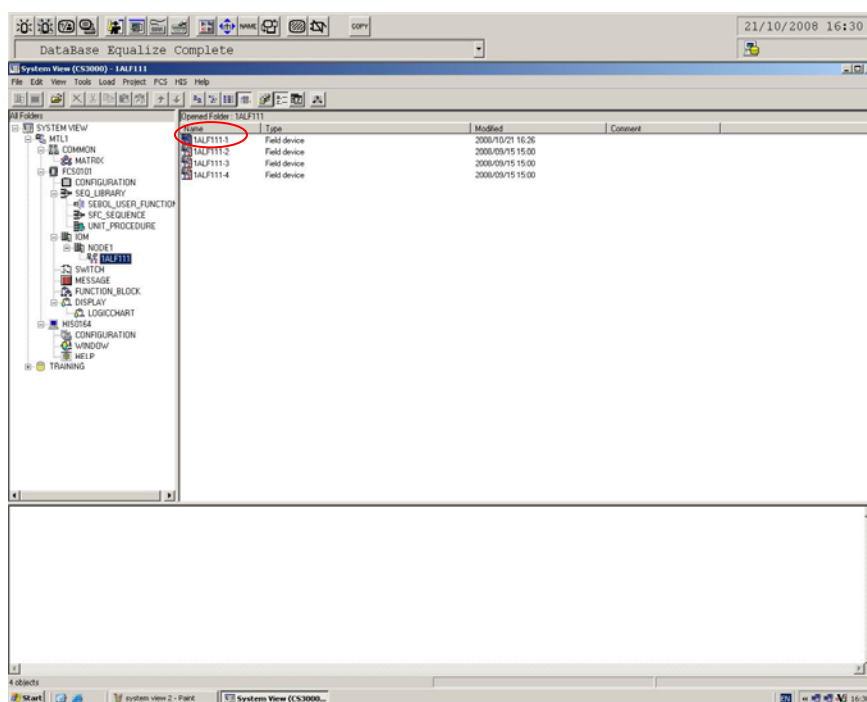 NAME
COPY
21/10/2008 16:30
DataBase Equalize Complete
System View (CS3000) - 1ALF111
File Edit View Tools Load Project FCS HIS Help
All Folders
Opened Folder : 1ALF111
Name Type Modified Comment
1ALF111-1 Field device 2008/10/21 16:26
1ALF111-2 Field device 2008/09/15 15:00
1ALF111-3 Field device 2008/09/15 15:00
1ALF111-4 Field device 2008/09/15 15:00
SYSTEM VIEW
MTL1
COMMON
MATRIX
FCS0101
CONFIGURATION
SEQ_LIBRARY
SEBOL_USER_FUNCTION
SFC_SEQUENCE
UNIT_PROCEDURE
IOM
NODE1
1ALF111
SWITCH
MESSAGE
FUNCTION_BLOCK
DISPLAY
LOGICCHART
HIS0164
CONFIGURATION
WINDOW
HELP
TRAINING
4 objects
Start
system view 2 - Paint
System View (CS3000...
EN
16:30